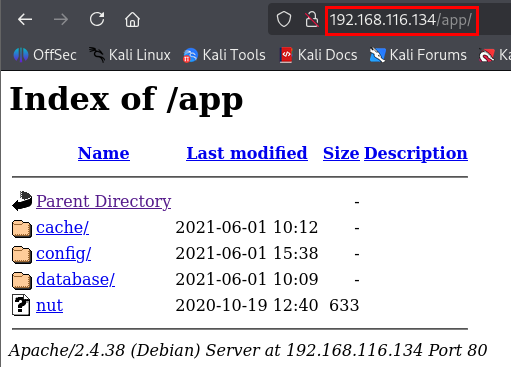 192.168.116.134/app/
OffSec Kali Linux Kali Tools Kali Docs Kali Forums Ka
Index of /app
Name Last modified Size Description
Parent Directory -
cache/ 2021-06-01 10:12 -
config/ 2021-06-01 15:38 -
database/ 2021-06-01 10:09 -
nut 2020-10-19 12:40 633
Apache/2.4.38 (Debian) Server at 192.168.116.134 Port 80